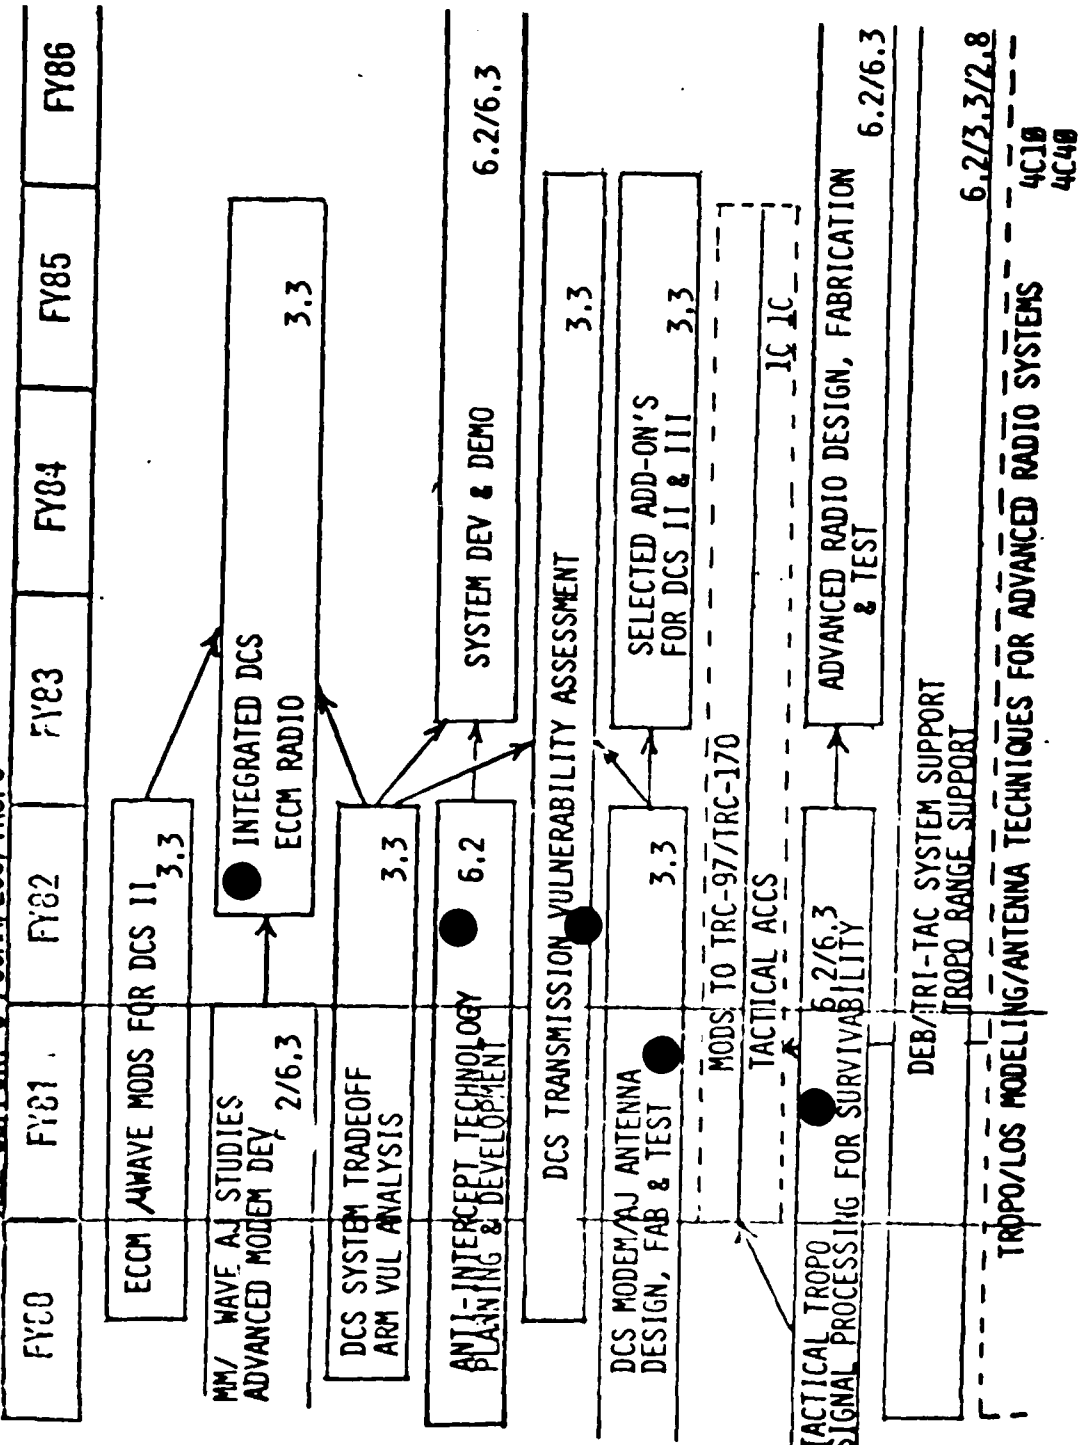 FY80 FY81 FY82 FY83 FY84 FY85 FY86
ECCM μWAVE MODS FOR DCS II
3.3
MM/ WAVE AJ STUDIES
ADVANCED MODEM DEV
2/6.3
INTEGRATED DCS
ECCM RADIO
3.3
DCS SYSTEM TRADEOFF
ARM VUL ANALYSIS
3.3
ANTI-INTERCEPT TECHNOLOGY
PLANNING & DEVELOPMENT
6.2
SYSTEM DEV & DEMO
6.2/6.3
DCS TRANSMISSION VULNERABILITY ASSESSMENT
3.3
DCS MODEM/AJ ANTENNA
DESIGN, FAB & TEST
3.3
SELECTED ADD-ON'S
FOR DCS II & III
3.3
MODS TO TRC-97/TRC-170
TACTICAL ACCS
1C 1C
TACTICAL TROPO
SIGNAL PROCESSING FOR SURVIVABILITY
6.2/6.3
ADVANCED RADIO DESIGN, FABRICATION
& TEST
6.2/6.3
DEB/TRI-TAC SYSTEM SUPPORT
TROPO RANGE SUPPORT
6.2/3.3/2.8
TROPO/LOS MODELING/ANTENNA TECHNIQUES FOR ADVANCED RADIO SYSTEMS
4C10
4C40